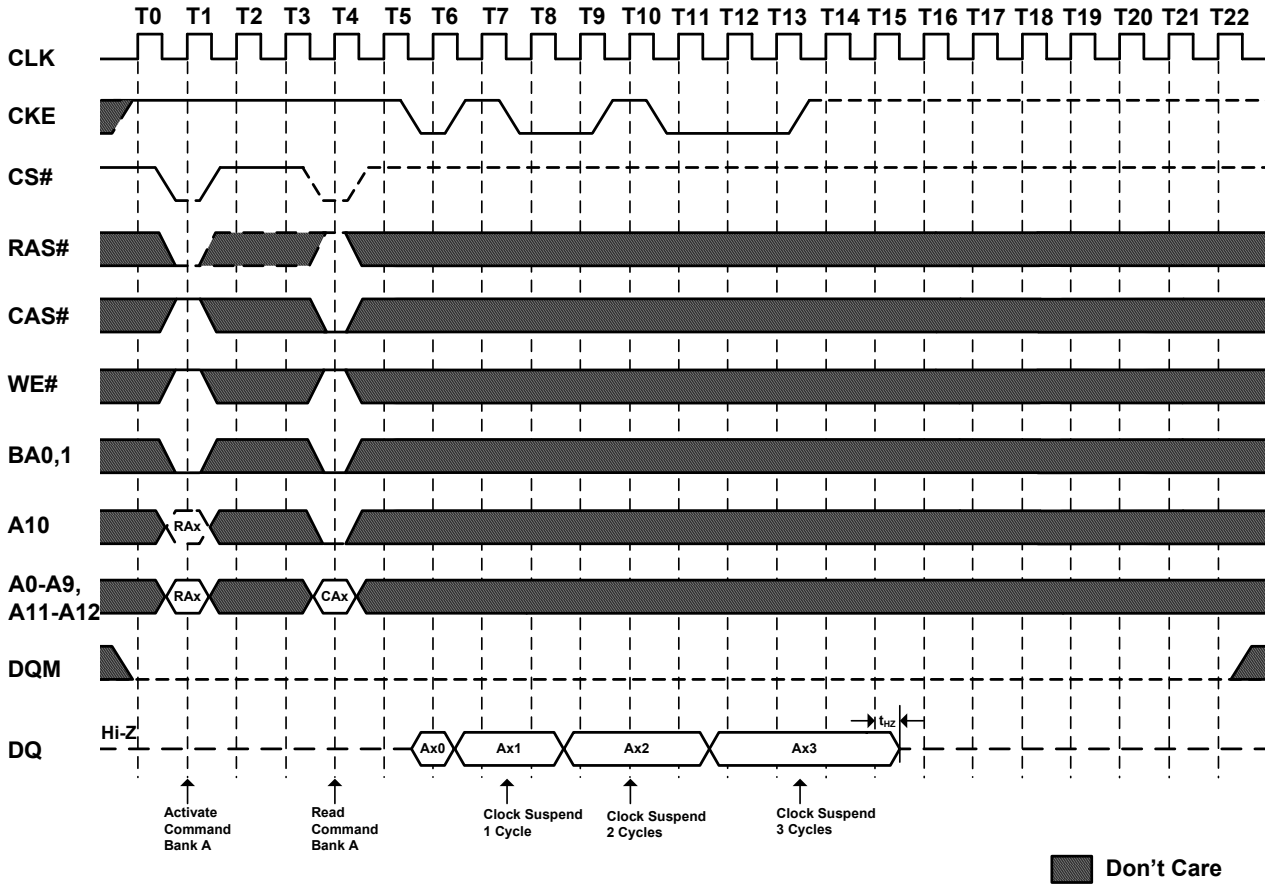 T0 T1 T2 T3 T4 T5 T6 T7 T8 T9 T10 T11 T12 T13 T14 T15 T16 T17 T18 T19 T20 T21 T22
CLK
CKE
CS#
RAS#
CAS#
WE#
BA0,1
A10
RAx
A0-A9,
A11-A12
RAx
CAx
DQM
Hi-Z
tHZ
DQ
Ax0
Ax1
Ax2
Ax3
Activate
Command
Bank A
Read
Command
Bank A
Clock Suspend
1 Cycle
Clock Suspend
2 Cycles
Clock Suspend
3 Cycles
Don't Care